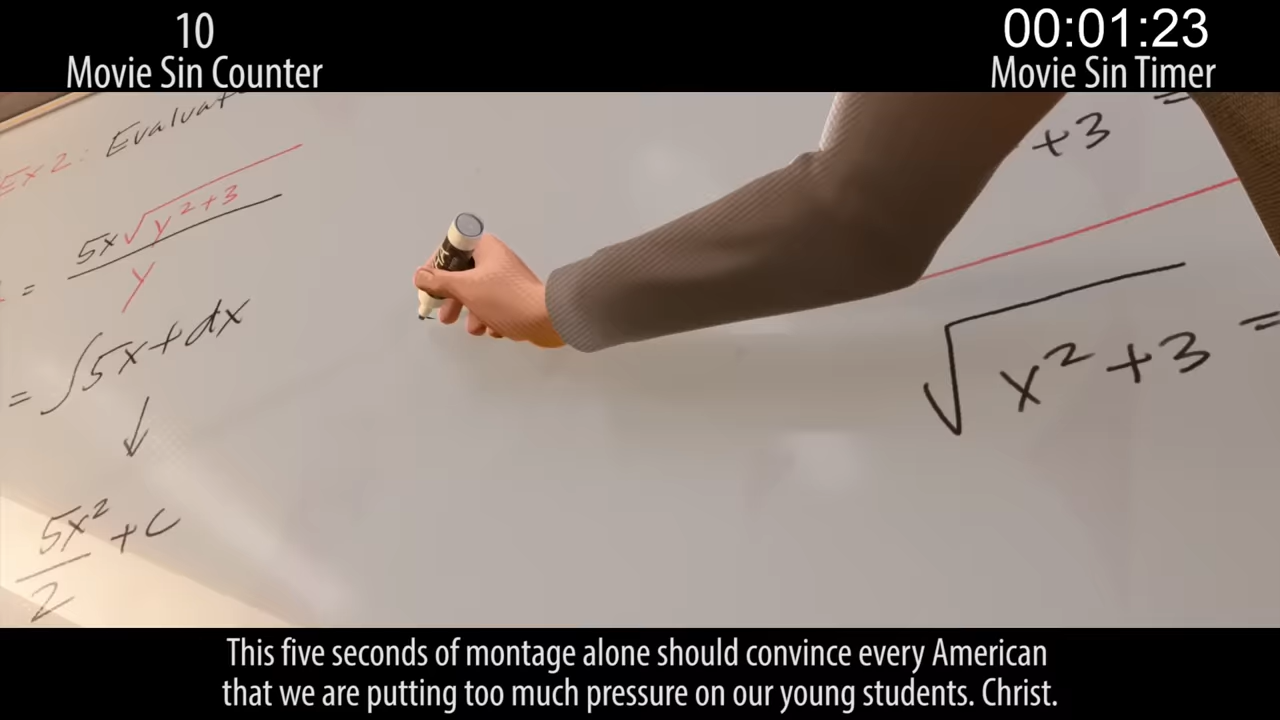 10
Movie Sin Counter
00:01:23
Movie Sin Timer
Ex 2: Evaluat
= 5x√y²+3 / y
= ∫5x+dx
↓
5x²/2 +c
+3 =
√x²+3 =
This five seconds of montage alone should convince every American
that we are putting too much pressure on our young students. Christ.